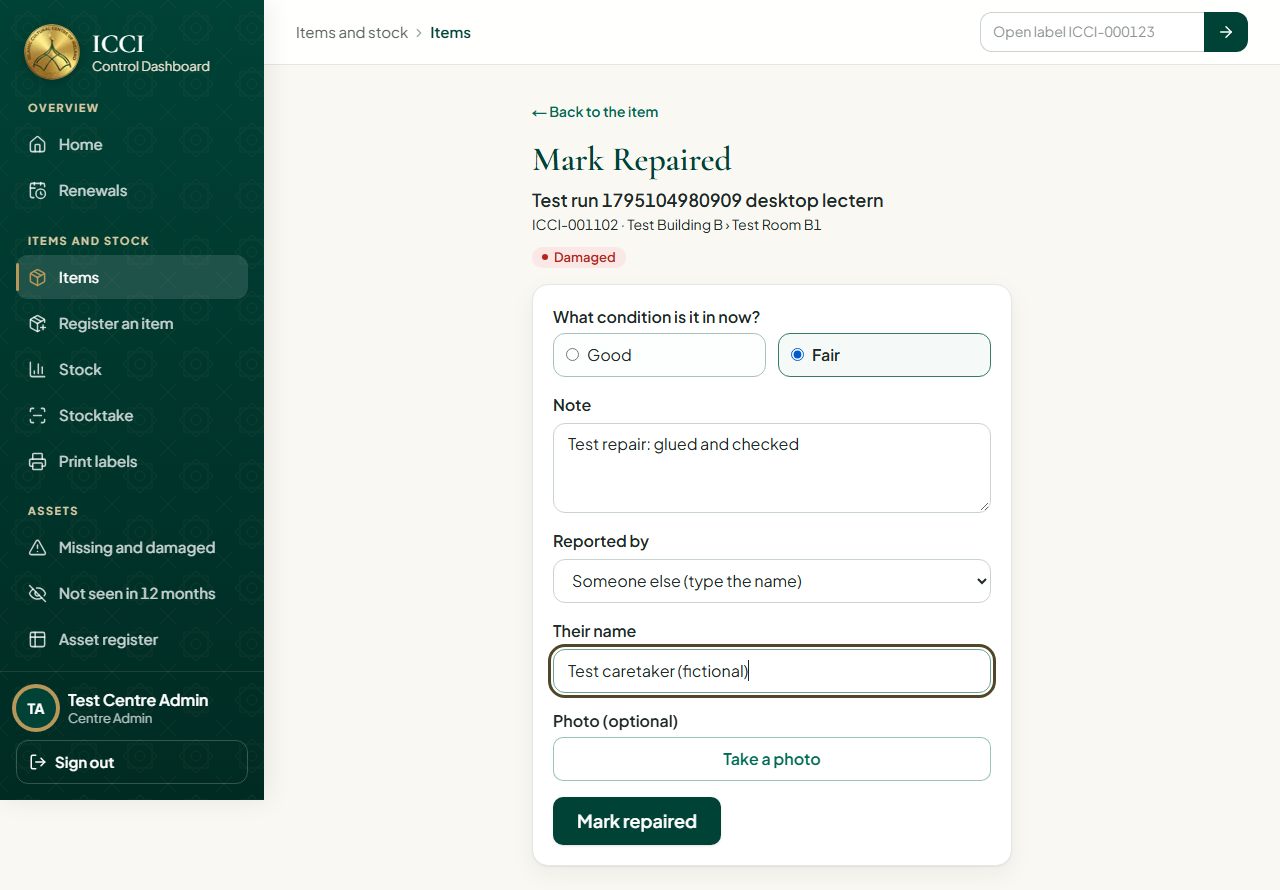 ICCI
Control Dashboard
OVERVIEW
Home
Renewals
ITEMS AND STOCK
Items
Register an item
Stock
Stocktake
Print labels
ASSETS
Missing and damaged
Not seen in 12 months
Asset register
TA
Test Centre Admin
Centre Admin
Sign out
Items and stock › Items
Open label ICCI-000123
← Back to the item
Mark Repaired
Test run 1795104980909 desktop lectern
ICCI-001102 · Test Building B › Test Room B1
Damaged
What condition is it in now?
Good
Fair
Note
Test repair: glued and checked
Reported by
Someone else (type the name)
Their name
Test caretaker (fictional)
Photo (optional)
Take a photo
Mark repaired